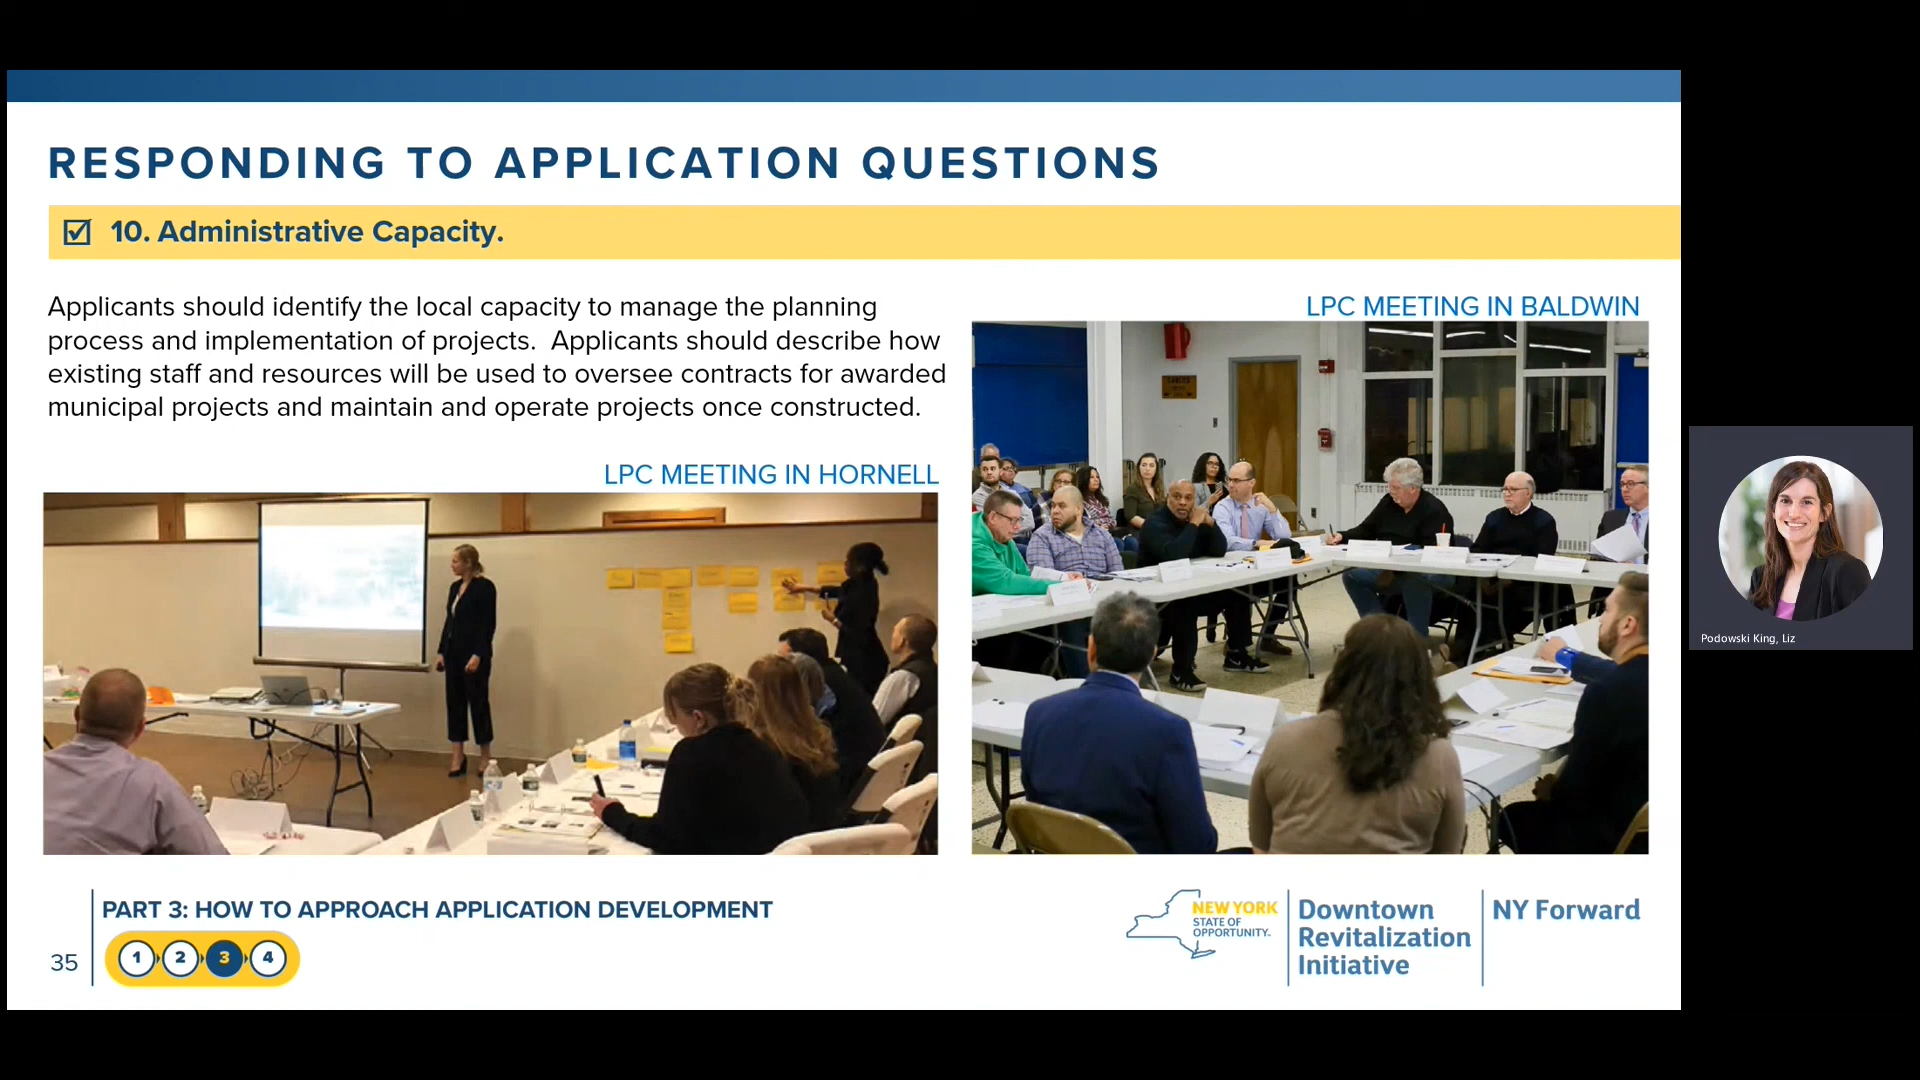 RESPONDING TO APPLICATION QUESTIONS
10. Administrative Capacity.
Applicants should identify the local capacity to manage the planning
process and implementation of projects.  Applicants should describe how
existing staff and resources will be used to oversee contracts for awarded
municipal projects and maintain and operate projects once constructed.
LPC MEETING IN HORNELL
LPC MEETING IN BALDWIN
Podowski King, Liz
35
PART 3: HOW TO APPROACH APPLICATION DEVELOPMENT
1 2 3 4
NEW YORK
STATE OF
OPPORTUNITY.
Downtown
Revitalization
Initiative
NY Forward